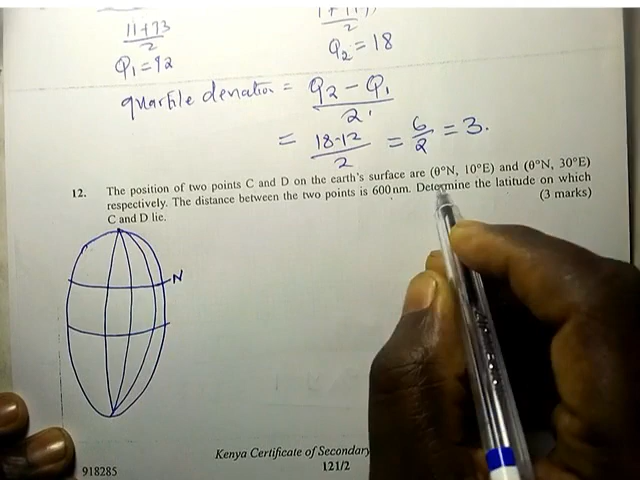 11+13
2
Q₁=12
2
Q₂=18
quartile deviation = Q₂ - Q₁
2
= 18-12 = 6 = 3.
2 2
12. The position of two points C and D on the earth's surface are (θ°N, 10°E) and (θ°N, 30°E)
respectively. The distance between the two points is 600 nm. Determine the latitude on which
C and D lie. (3 marks)
N
Kenya Certificate of Secondary
918285
121/2